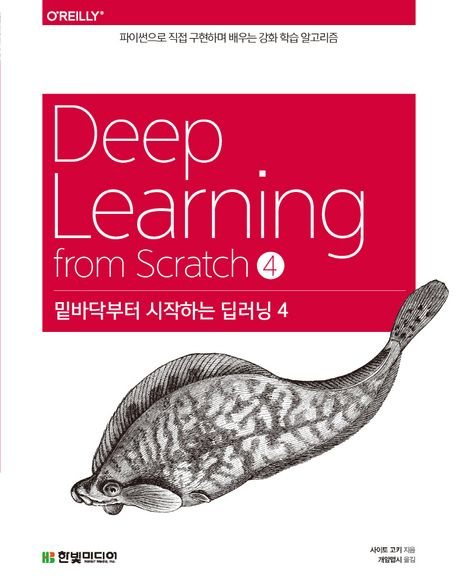 O'REILLY®
파이썬으로 직접 구현하며 배우는 강화 학습 알고리즘
Deep
Learning
from Scratch 4
밑바닥부터 시작하는 딥러닝 4
한빛미디어
Hanbit Media, Inc.
사이토 고키 지음
개앞맵시 옮김